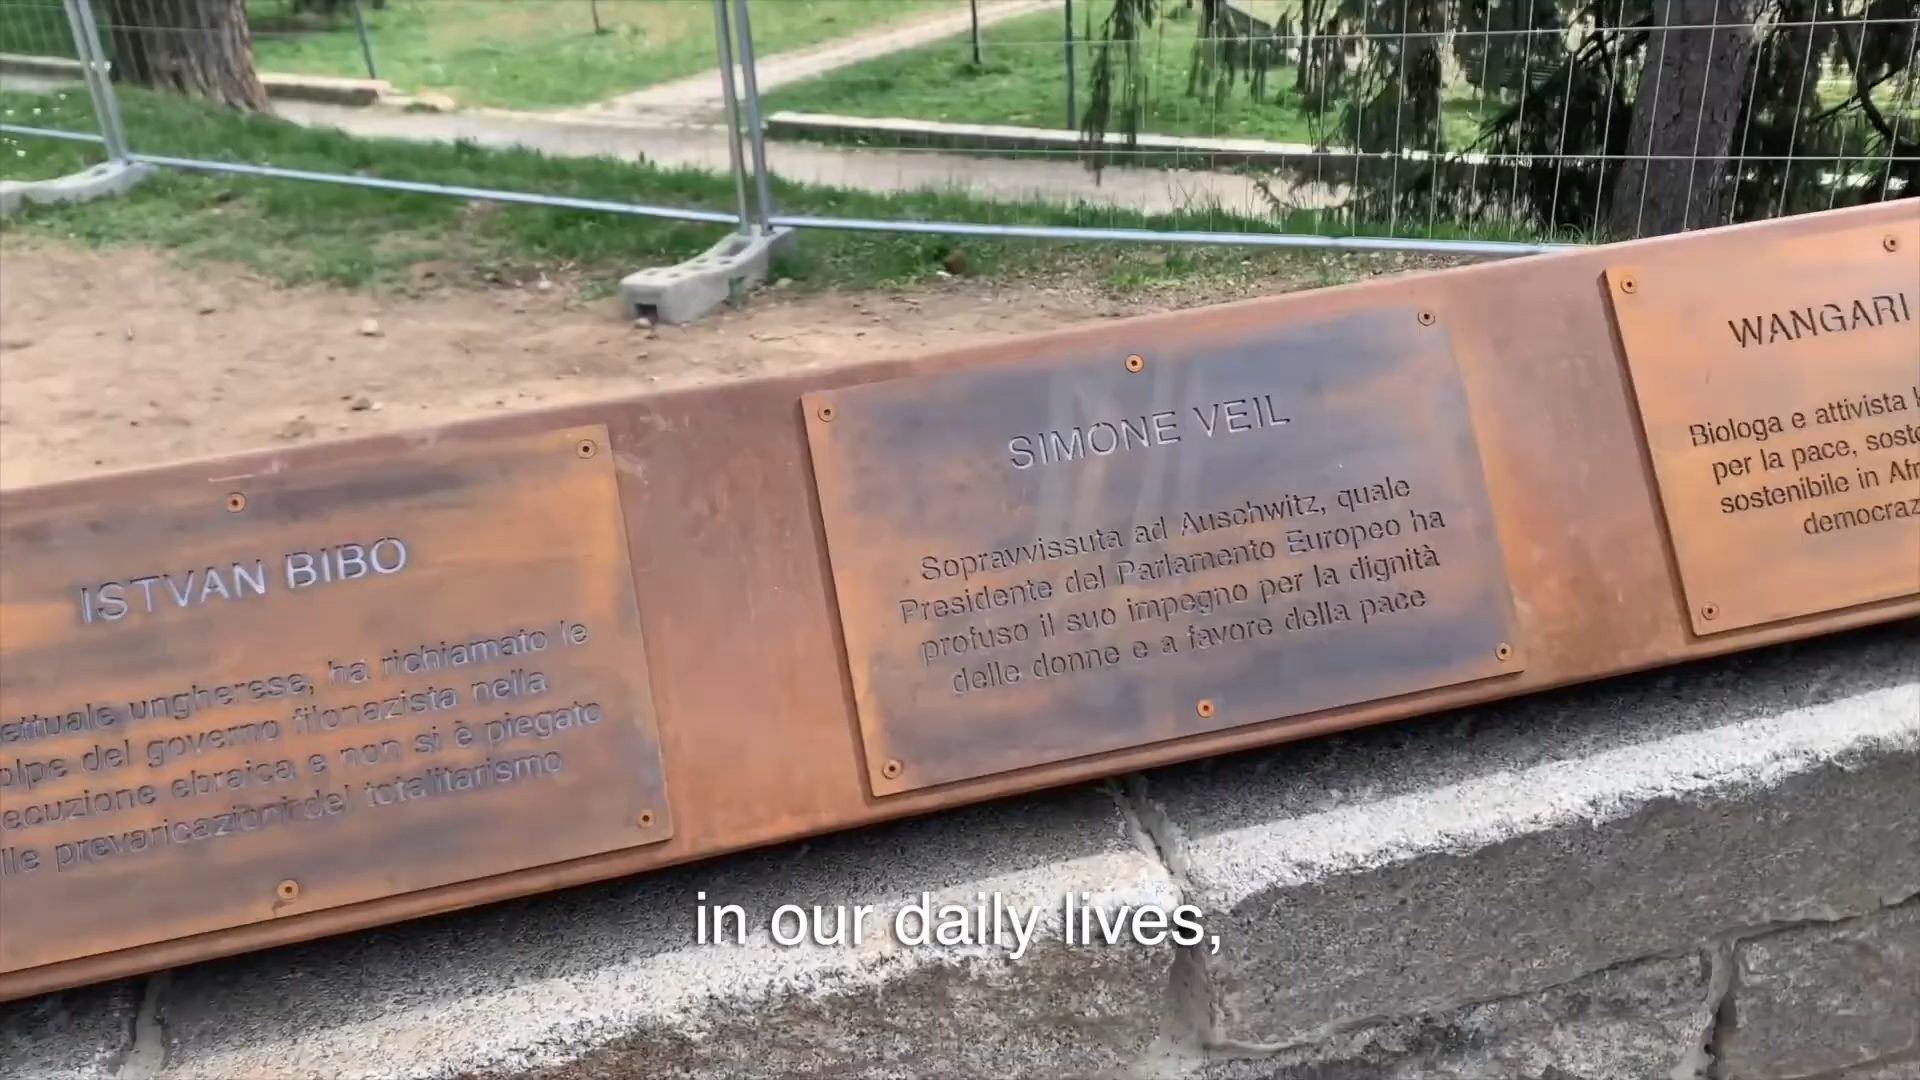 ISTVAN BIBO
ungherese, ha richiamato le
del governo filonazista nella
ebraica e non si è piegato
prevaricazioni del totalitarismo
SIMONE VEIL
Sopravvissuta ad Auschwitz, quale
Presidente del Parlamento Europeo ha
profuso il suo impegno per la dignità
delle donne e a favore della pace
WANGARI
Biologa e attivista
per la pace,
sostenibile in
in our daily lives,